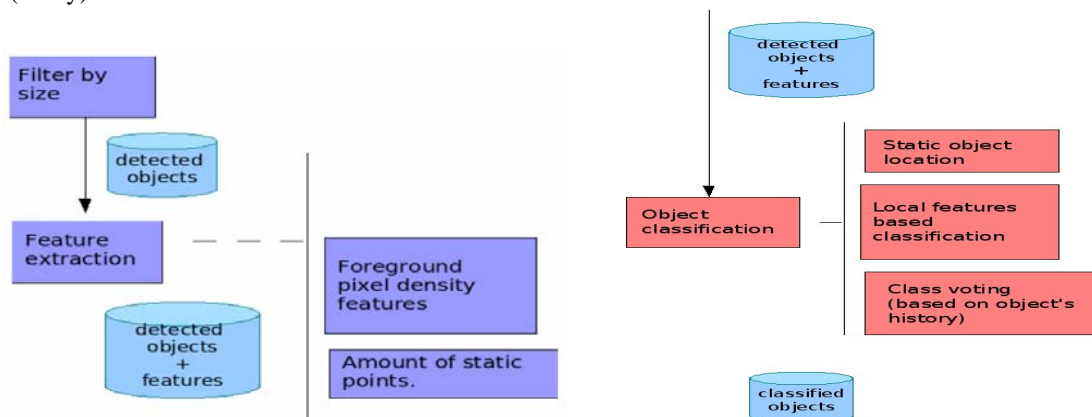 Filter by
size
detected
objects
Feature
extraction
Foreground
pixel density
features
detected
objects
+
features
Amount of static
points.
detected
objects
+
features
Static object
location
Object
classification
Local features
based
classification
Class voting
(based on object's
history)
classified
objects